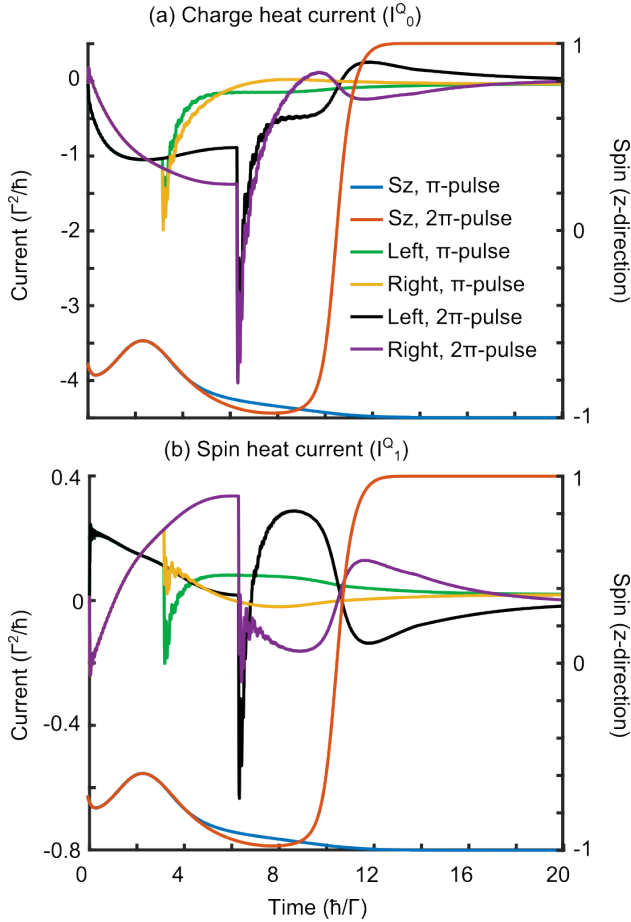 (a) Charge heat current (I^Q_0)
0
-1
-2
-3
-4
Current (Γ²/ħ)
1
0
-1
Spin (z-direction)
Sz, π-pulse
Sz, 2π-pulse
Left, π-pulse
Right, π-pulse
Left, 2π-pulse
Right, 2π-pulse
(b) Spin heat current (I^Q_1)
0.4
0
-0.4
-0.8
Current (Γ²/ħ)
1
0
-1
Spin (z-direction)
0 4 8 12 16 20
Time (ħ/Γ)